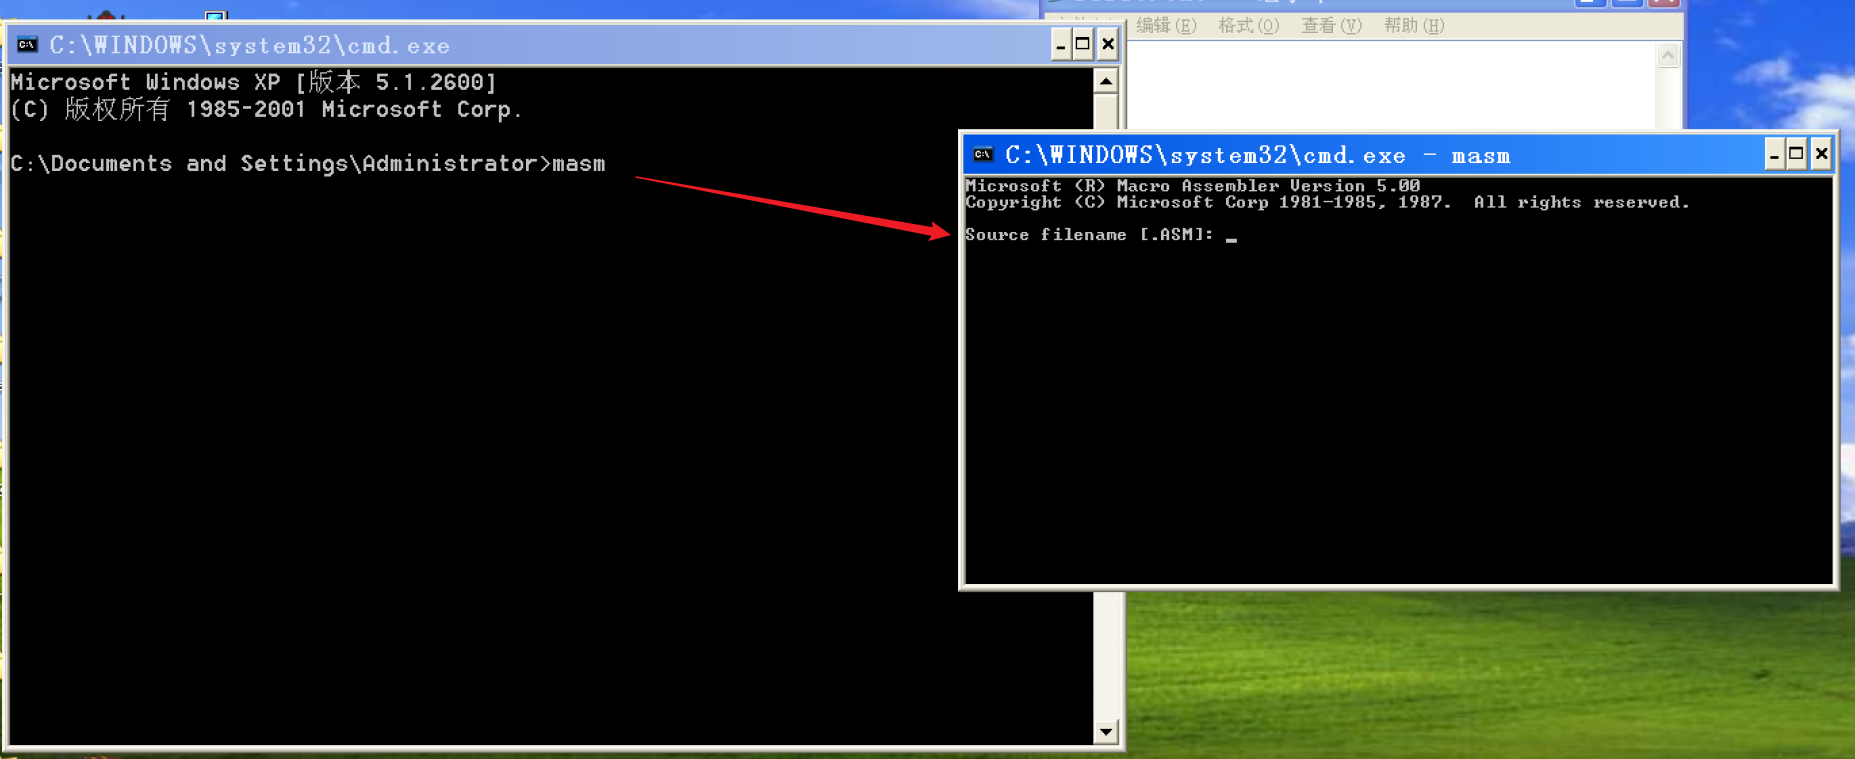 C:\WINDOWS\system32\cmd.exe
Microsoft Windows XP [版本 5.1.2600]
(C) 版权所有 1985-2001 Microsoft Corp.
C:\Documents and Settings\Administrator>masm
编辑(E) 格式(O) 查看(V) 帮助(H)
C:\WINDOWS\system32\cmd.exe - masm
Microsoft (R) Macro Assembler Version 5.00
Copyright (C) Microsoft Corp 1981-1985, 1987.  All rights reserved.
Source filename [.ASM]: _